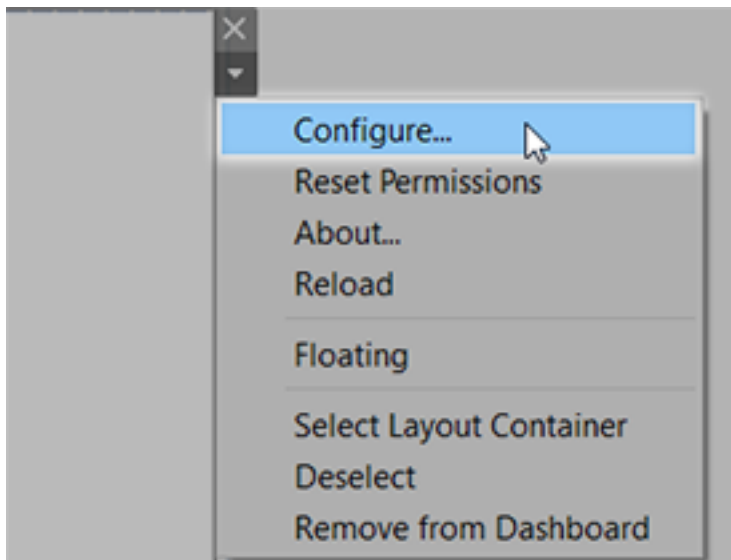 Configure...
Reset Permissions
About...
Reload
Floating
Select Layout Container
Deselect
Remove from Dashboard